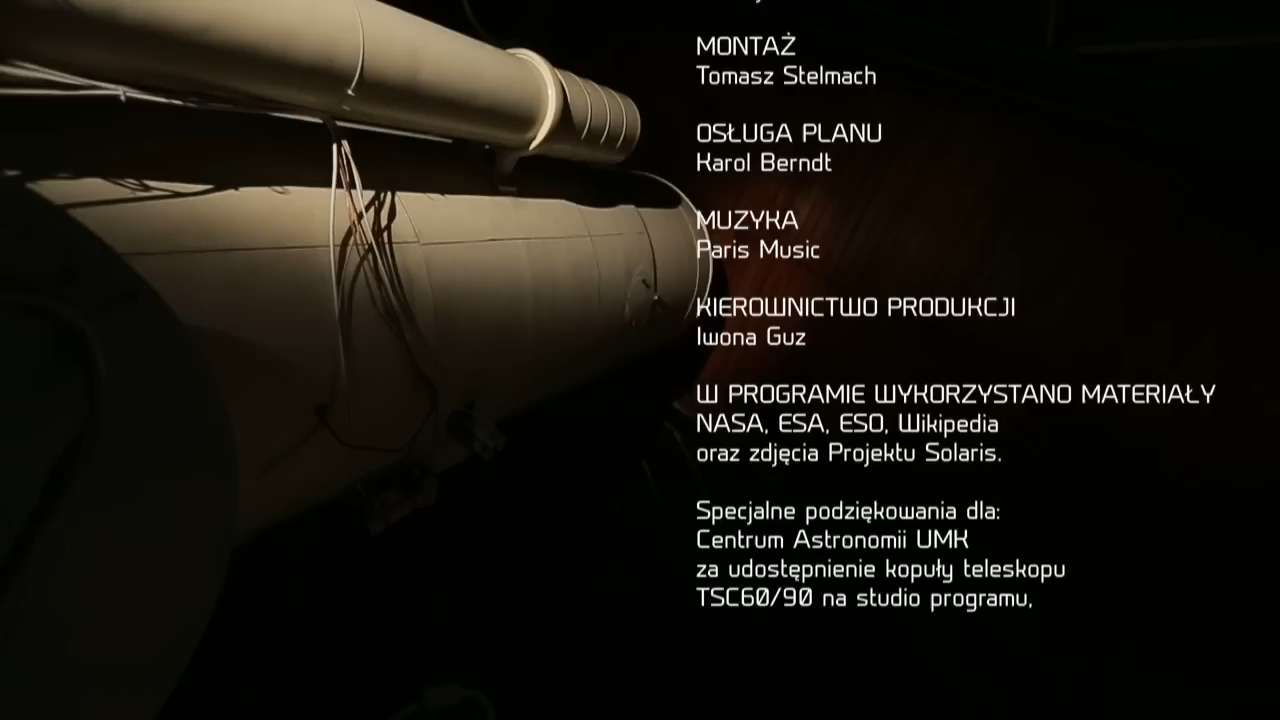 MONTAŻ
Tomasz Stelmach
OSŁUGA PLANU
Karol Berndt
MUZYKA
Paris Music
KIEROWNICTWO PRODUKCJI
Iwona Guz
W PROGRAMIE WYKORZYSTANO MATERIAŁY
NASA, ESA, ESO, Wikipedia
oraz zdjęcia Projektu Solaris.
Specjalne podziękowania dla:
Centrum Astronomii UMK
za udostępnienie kopuły teleskopu
TSC60/90 na studio programu,